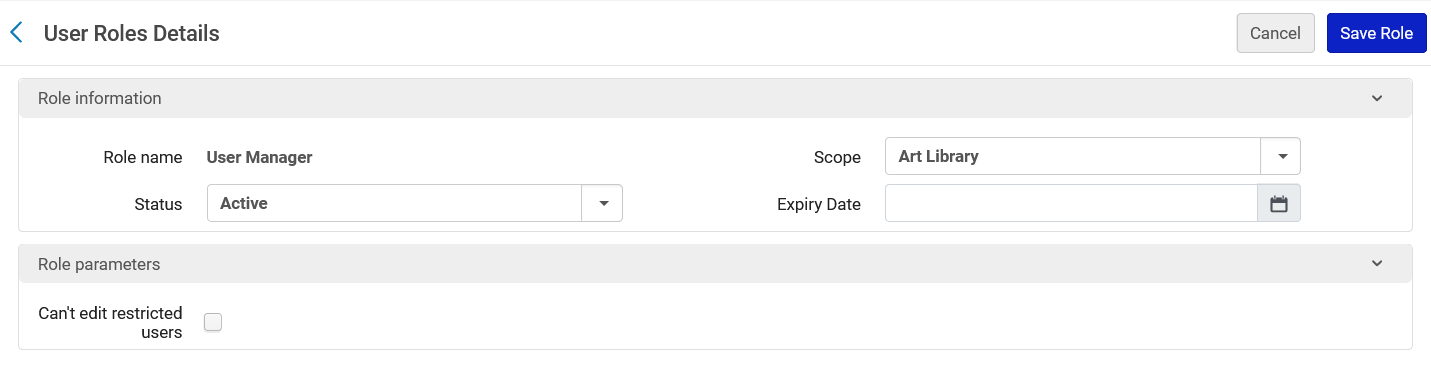 User Roles Details
Cancel
Save Role
Role information
Role name
User Manager
Scope
Art Library
Status
Active
Expiry Date
Role parameters
Can't edit restricted
users